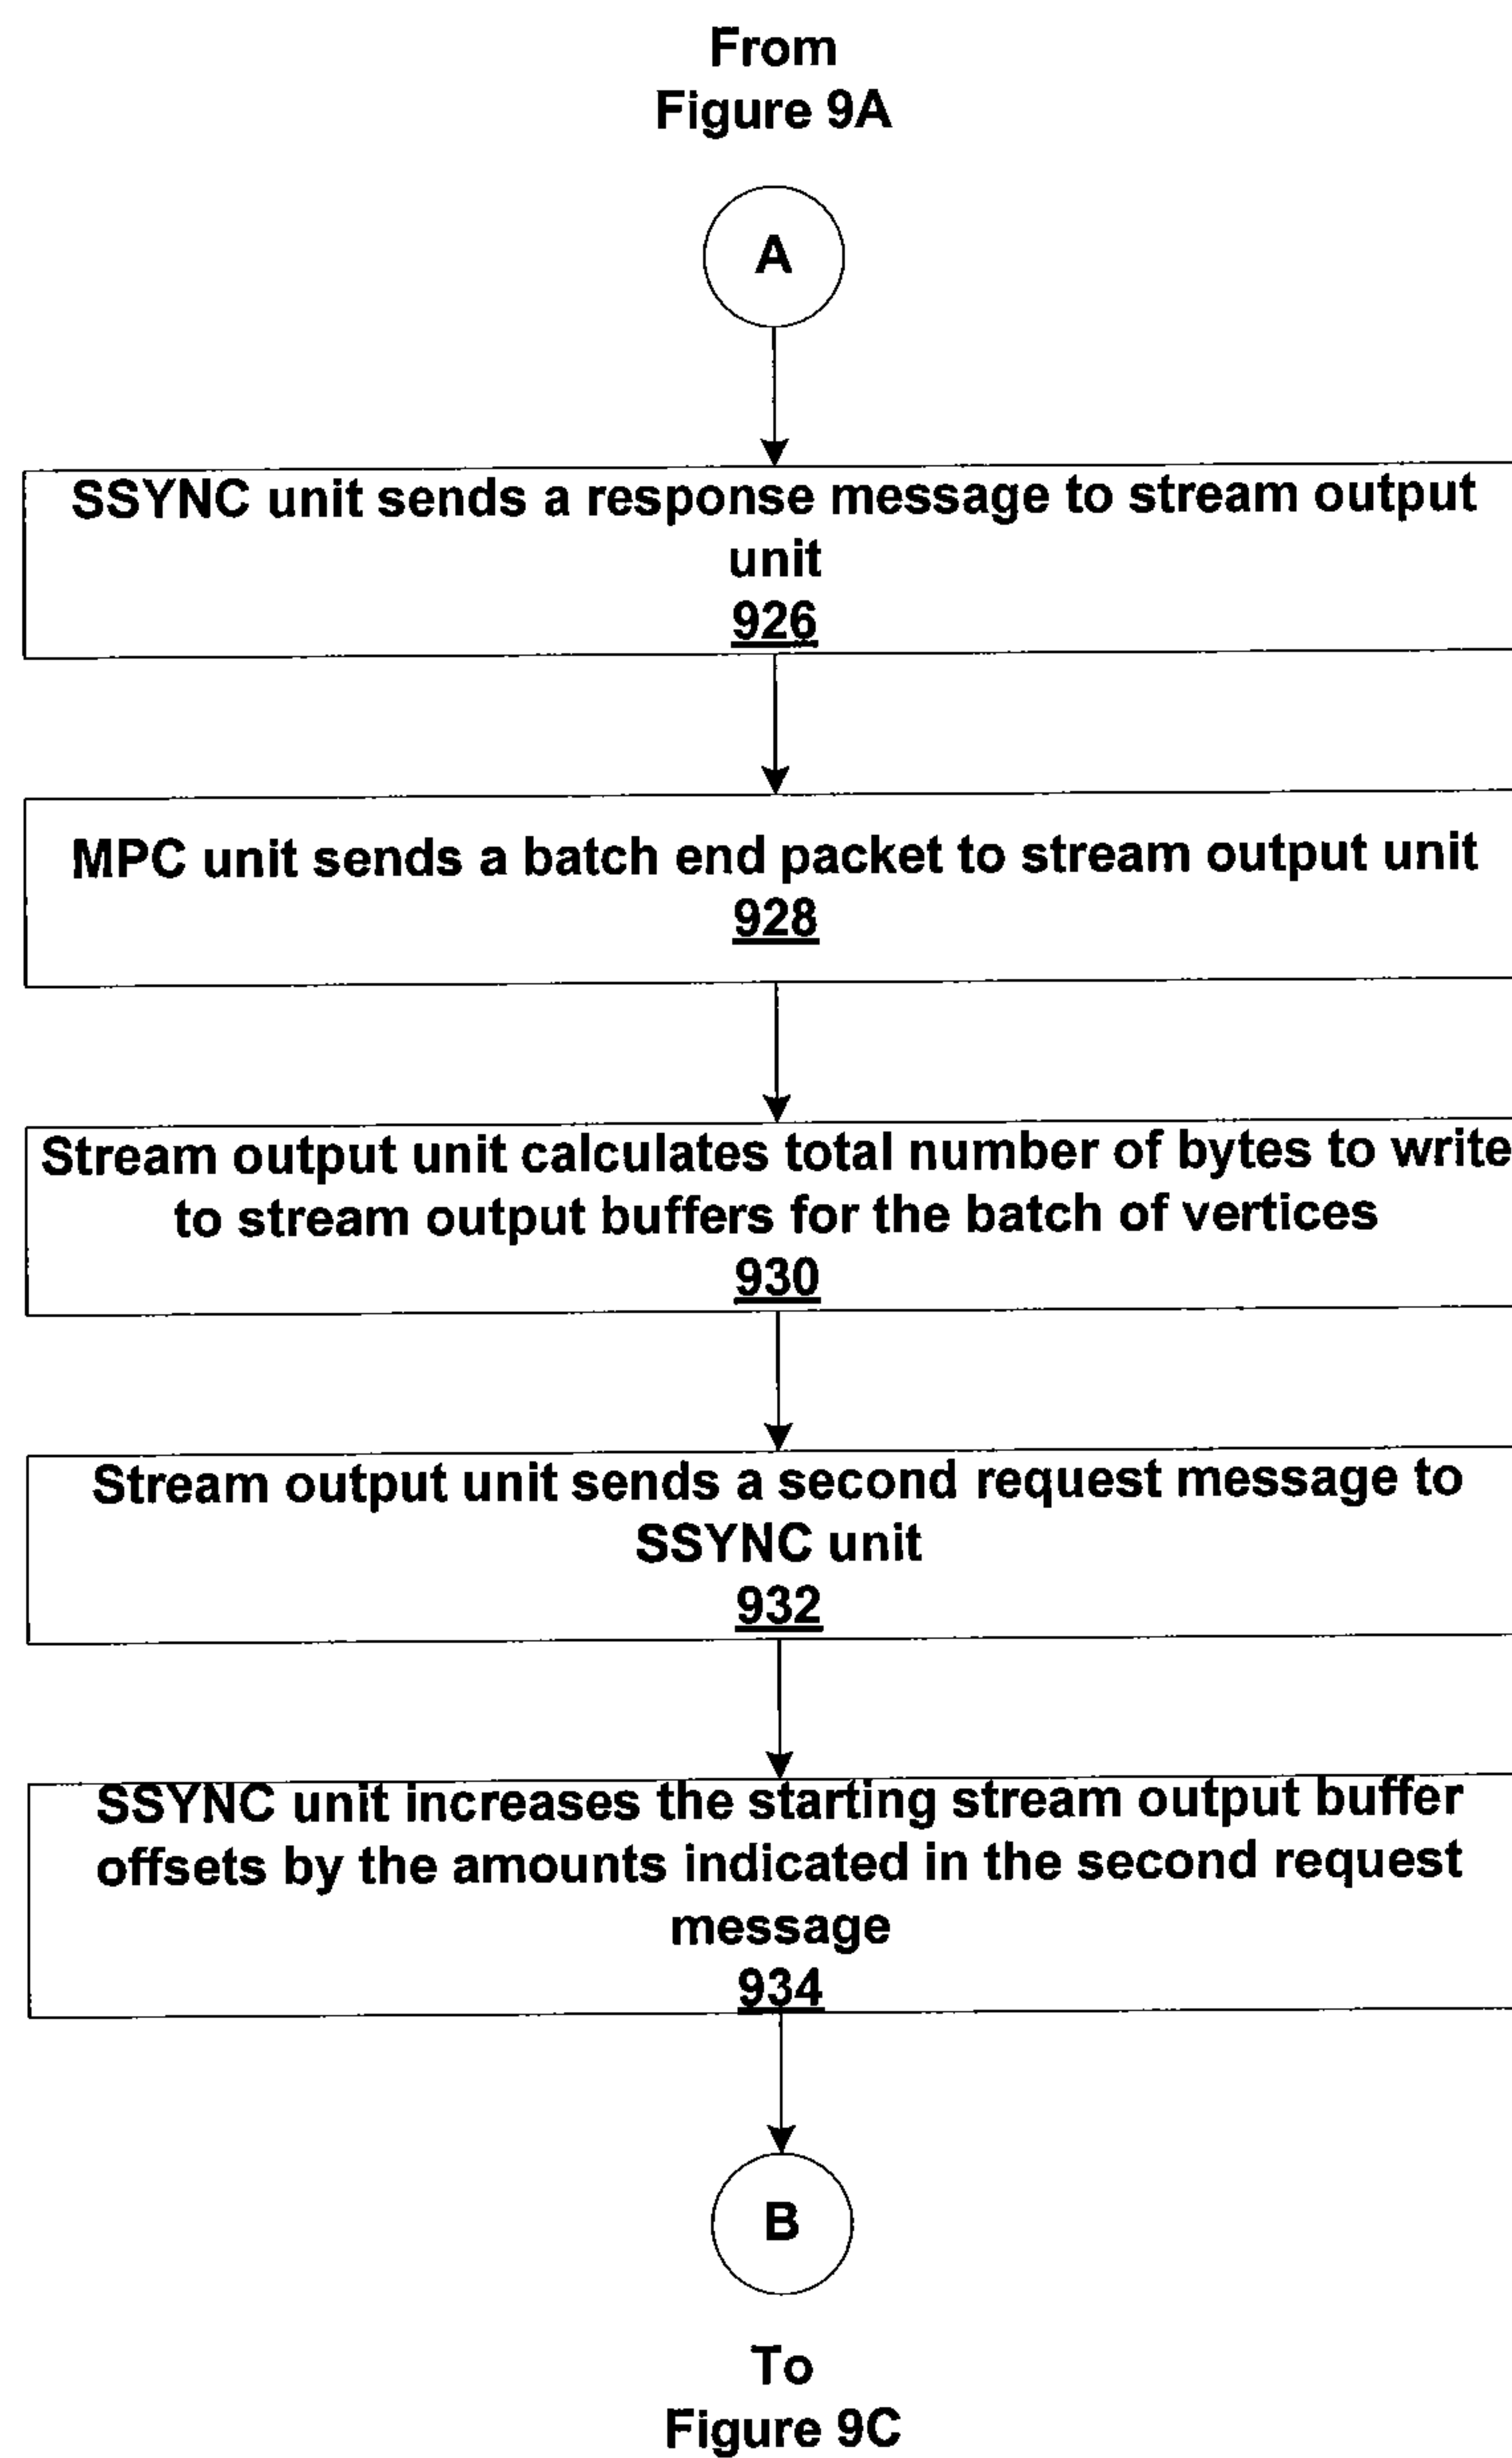 From
Figure 9A
A
SSYNC unit sends a response message to stream output
unit
926
MPC unit sends a batch end packet to stream output unit
928
Stream output unit calculates total number of bytes to write
to stream output buffers for the batch of vertices
930
Stream output unit sends a second request message to
SSYNC unit
932
SSYNC unit increases the starting stream output buffer
offsets by the amounts indicated in the second request
message
934
B
To
Figure 9C